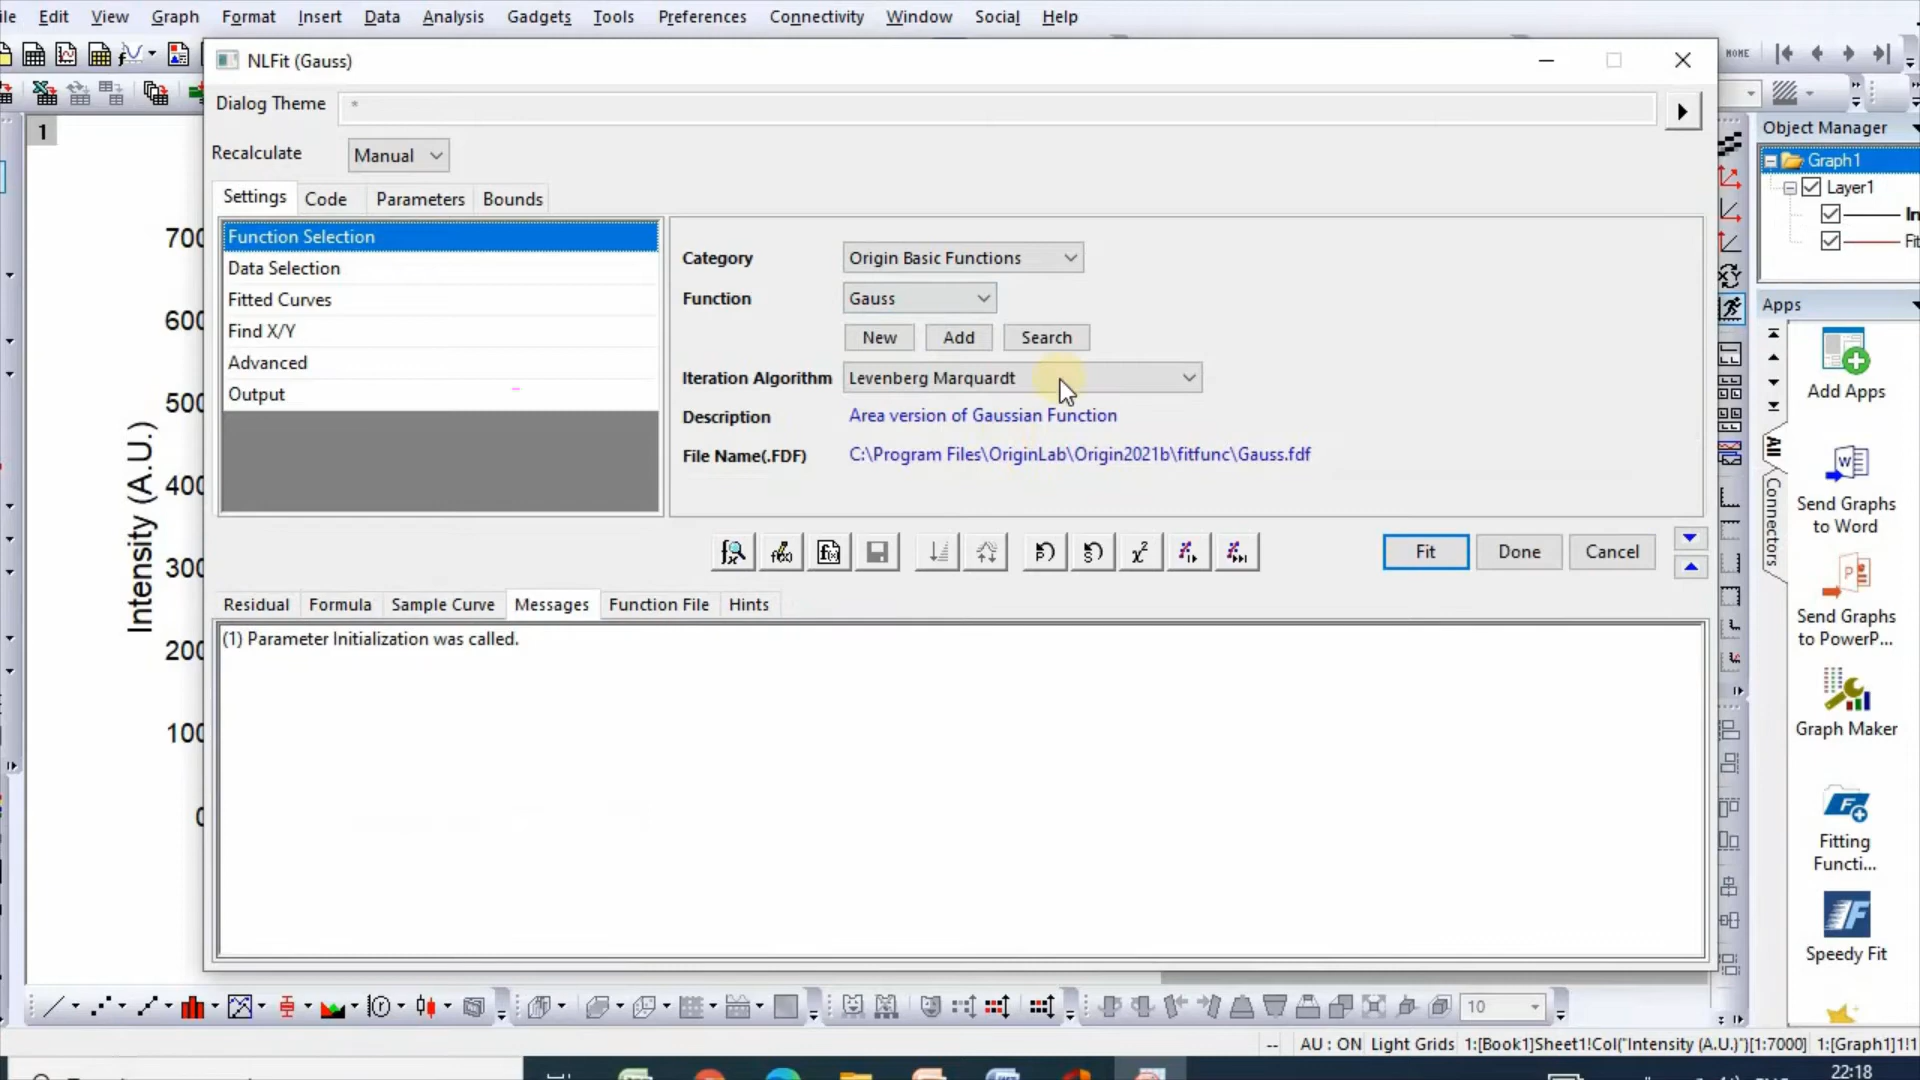 ile Edit View Graph Format Insert Data Analysis Gadgets Tools Preferences Connectivity Window Social Help
NLFit (Gauss)
HOME
Dialog Theme *
Recalculate Manual
Settings Code Parameters Bounds
Function Selection
Data Selection
Fitted Curves
Find X/Y
Advanced
Output
Category Origin Basic Functions
Function Gauss
New Add Search
Iteration Algorithm Levenberg Marquardt
Description Area version of Gaussian Function
File Name(.FDF) C:\Program Files\OriginLab\Origin2021b\fitfunc\Gauss.fdf
Fit Done Cancel
Residual Formula Sample Curve Messages Function File Hints
(1) Parameter Initialization was called.
1
700
600
500
400
300
200
100
0
Intensity (A.U.)
Object Manager
Graph1
Layer1
In
Fit
Apps
All
Connectors
Add Apps
Send Graphs
to Word
Send Graphs
to PowerP...
Graph Maker
Fitting
Functi...
Speedy Fit
10
-- AU : ON Light Grids 1:[Book1]Sheet1!Col("Intensity (A.U.)")[1:7000] 1:[Graph1]1!1
22:18